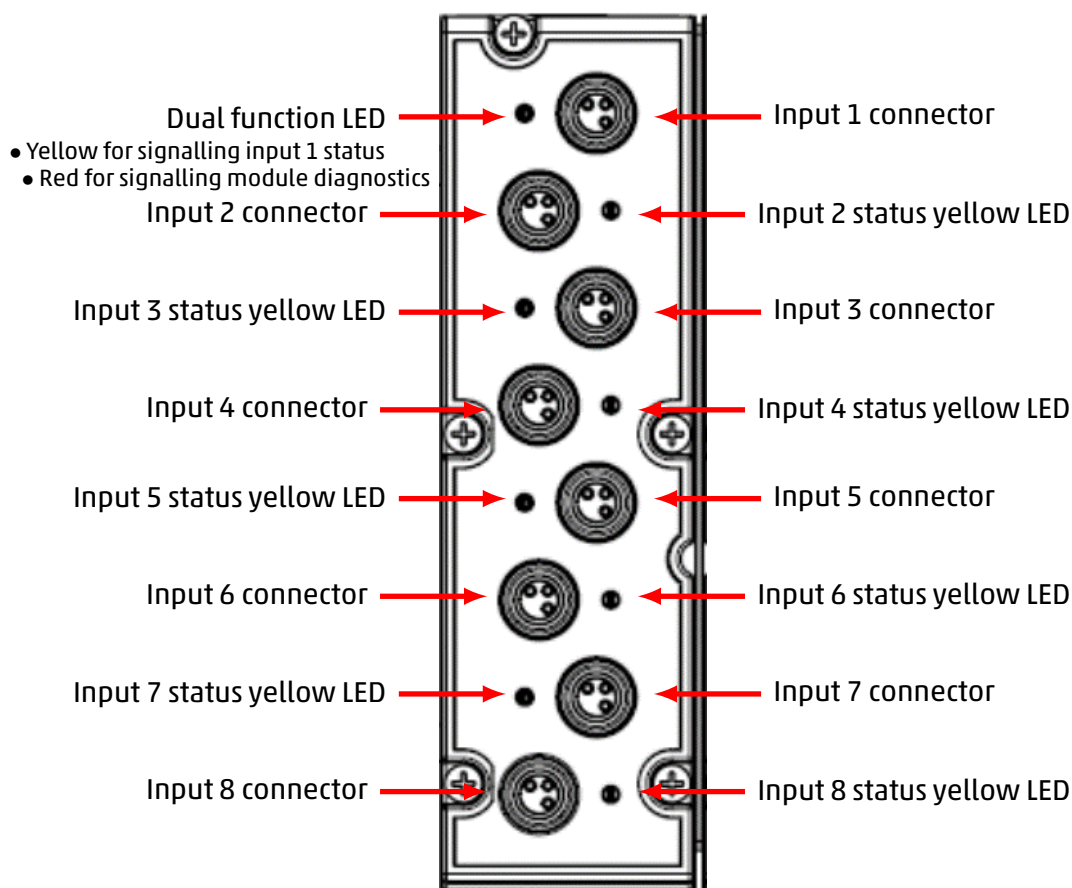 Dual function LED
• Yellow for signalling input 1 status
• Red for signalling module diagnostics
Input 1 connector
Input 2 connector
Input 2 status yellow LED
Input 3 status yellow LED
Input 3 connector
Input 4 connector
Input 4 status yellow LED
Input 5 status yellow LED
Input 5 connector
Input 6 connector
Input 6 status yellow LED
Input 7 status yellow LED
Input 7 connector
Input 8 connector
Input 8 status yellow LED